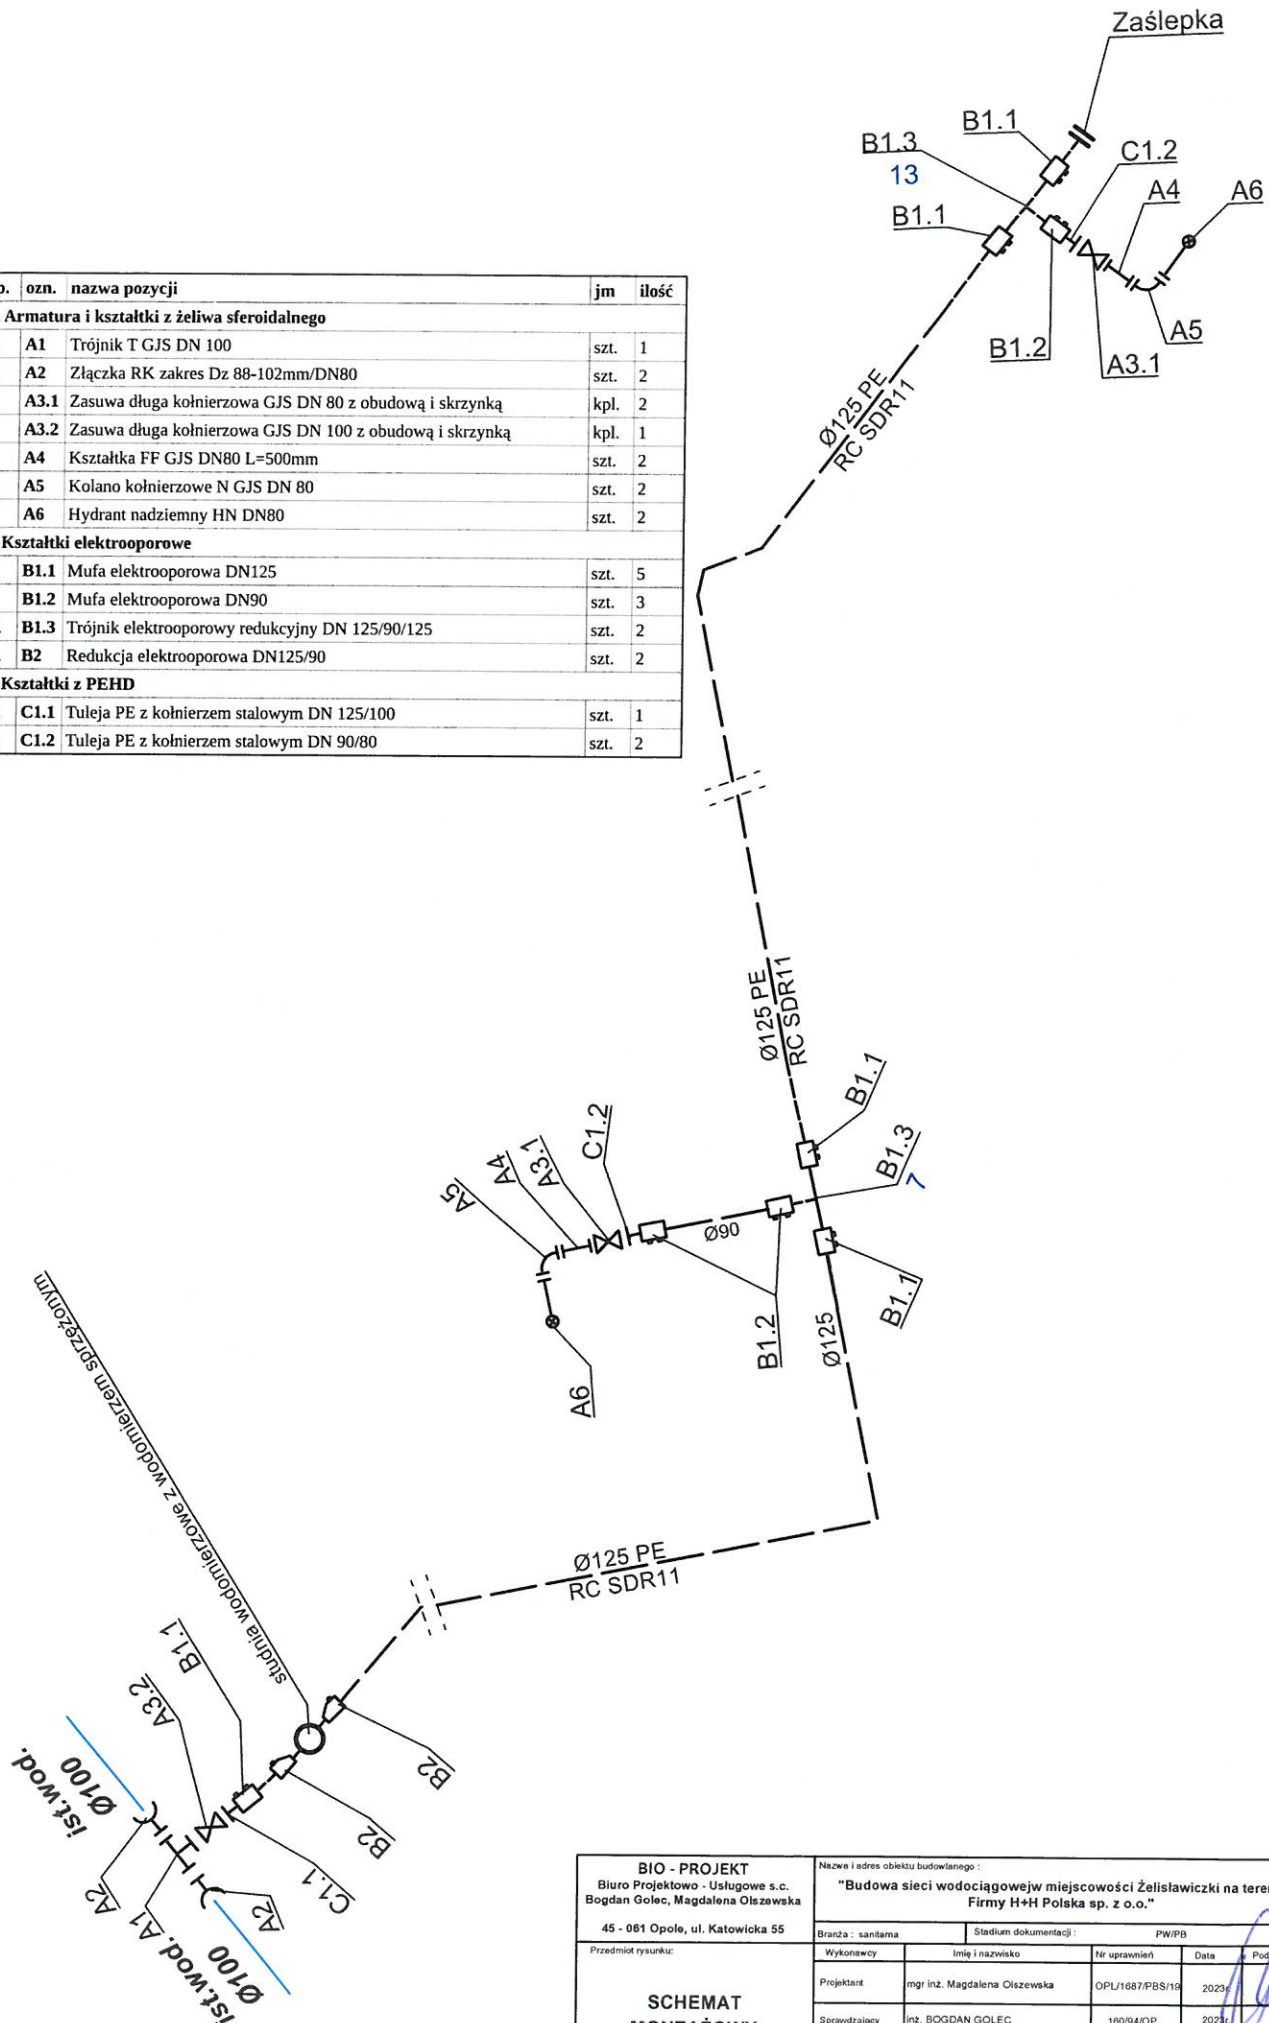 Zaślepka
B1.1
B1.3
13
C1.2
B1.1
A4
A6
B1.2
A5
A3.1
Ø125 PE
RC SDR11
ozn. nazwa pozycji jm ilość
Armatura i kształtki z żeliwa sferoidalnego
A1 Trójnik T GJS DN 100 szt. 1
A2 Złączka RK zakres Dz 88-102mm/DN80 szt. 2
A3.1 Zasuwa długa kołnierzowa GJS DN 80 z obudową i skrzynką kpl. 2
A3.2 Zasuwa długa kołnierzowa GJS DN 100 z obudową i skrzynką kpl. 1
A4 Kształtka FF GJS DN80 L=500mm szt. 2
A5 Kolano kołnierzowe N GJS DN 80 szt. 2
A6 Hydrant nadziemny HN DN80 szt. 2
Kształtki elektrooporowe
B1.1 Mufa elektrooporowa DN125 szt. 5
B1.2 Mufa elektrooporowa DN90 szt. 3
B1.3 Trójnik elektrooporowy redukcyjny DN 125/90/125 szt. 2
B2 Redukcja elektrooporowa DN125/90 szt. 2
Kształtki z PEHD
C1.1 Tuleja PE z kołnierzem stalowym DN 125/100 szt. 1
C1.2 Tuleja PE z kołnierzem stalowym DN 90/80 szt. 2
Ø125 PE
RC SDR11
B1.1
B1.3
7
C1.2
A3.1
A4
A5
Ø90
B1.1
B1.2
Ø125
A6
studnia wodomierzowe z wodomierzem sprzężonym
Ø125 PE
RC SDR11
B1.1
A3.2
B2
B2
ist.wod.
Ø100
C1.1
A2
A1
A2
ist.wod.
Ø100
BIO - PROJEKT
Biuro Projektowo - Usługowe s.c.
Bogdan Golec, Magdalena Olszewska
45 - 061 Opole, ul. Katowicka 55
Nazwa i adres obiektu budowlanego :
"Budowa sieci wodociągowejw miejscowości Żelisławiczki na
Firmy H+H Polska sp. z o.o."
Branża : sanitarna Stadium dokumentacji : PW/PB
Przedmiot rysunku:
Wykonawcy Imię i nazwisko Nr uprawnień Data
Projektant mgr inż. Magdalena Olszewska OPL/1687/PBS/19 2023r
SCHEMAT
Sprawdzający inż. BOGDAN GOLEC 160/94/OP 2023r.
MONTAŻOWY